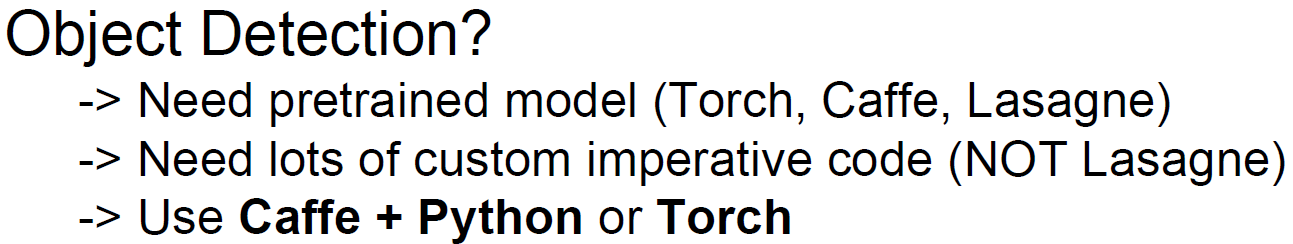 Object Detection?
-> Need pretrained model (Torch, Caffe, Lasagne)
-> Need lots of custom imperative code (NOT Lasagne)
-> Use Caffe + Python or Torch